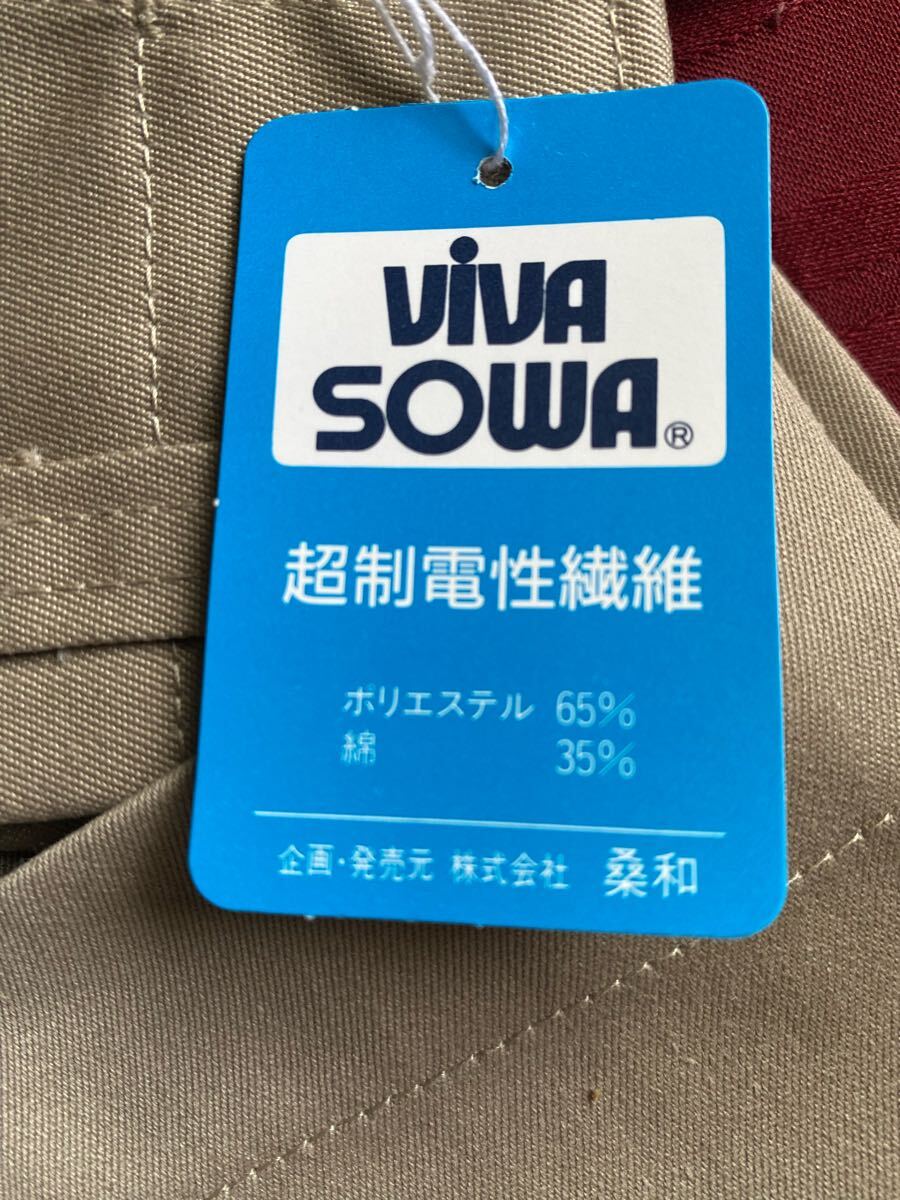 ViVA
SOWA®
超制電性繊維
ポリエステル 65%
綿 35%
企画・発売元 株式会社 桑和